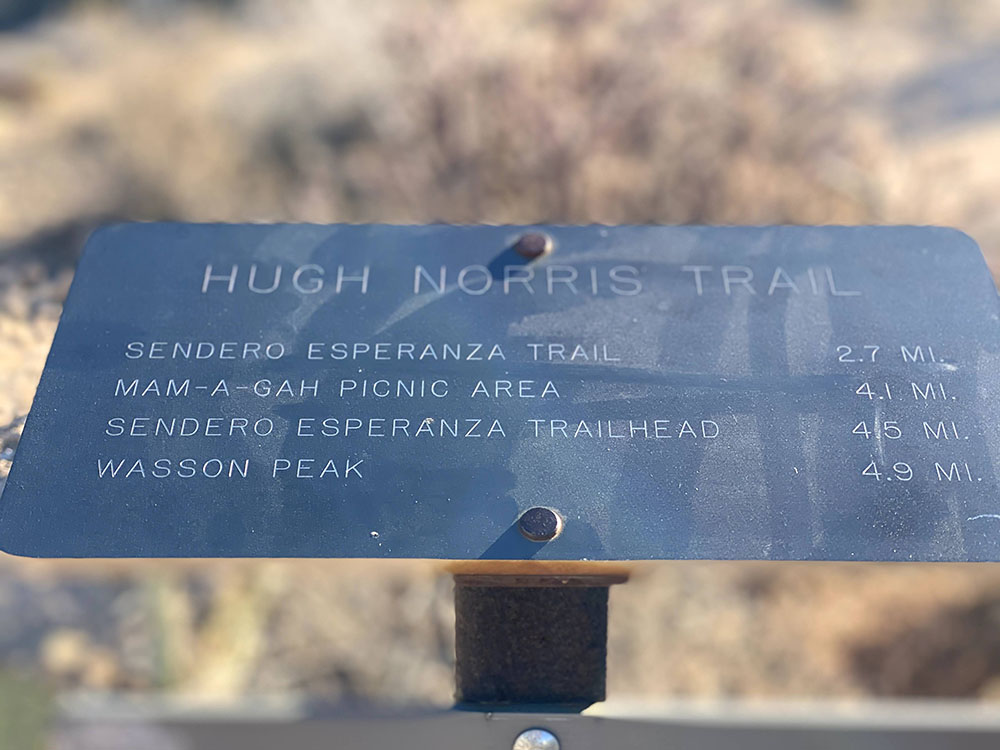 HUGH NORRIS TRAIL
SENDERO ESPERANZA TRAIL 2.7 MI.
MAM-A-GAH PICNIC AREA 4.1 MI.
SENDERO ESPERANZA TRAILHEAD 4.5 MI.
WASSON PEAK 4.9 MI.